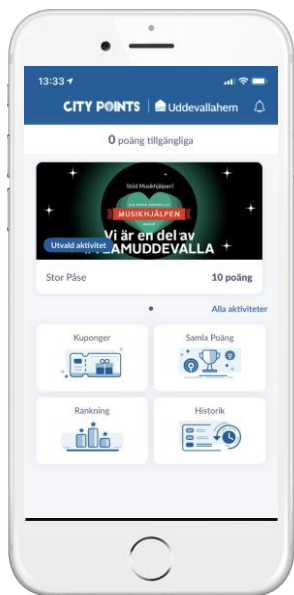 13:33
CITY POINTS | Uddevallahem
0 poäng tillgängliga
Stöd Musikhjälpen!
MUSIKHJÄLPEN
Vi är en del av
Utvald aktivitet
AMUDDEVALLA
Stor Påse 10 poäng
Alla aktiviteter
Kuponger Samla Poäng
Rankning Historik